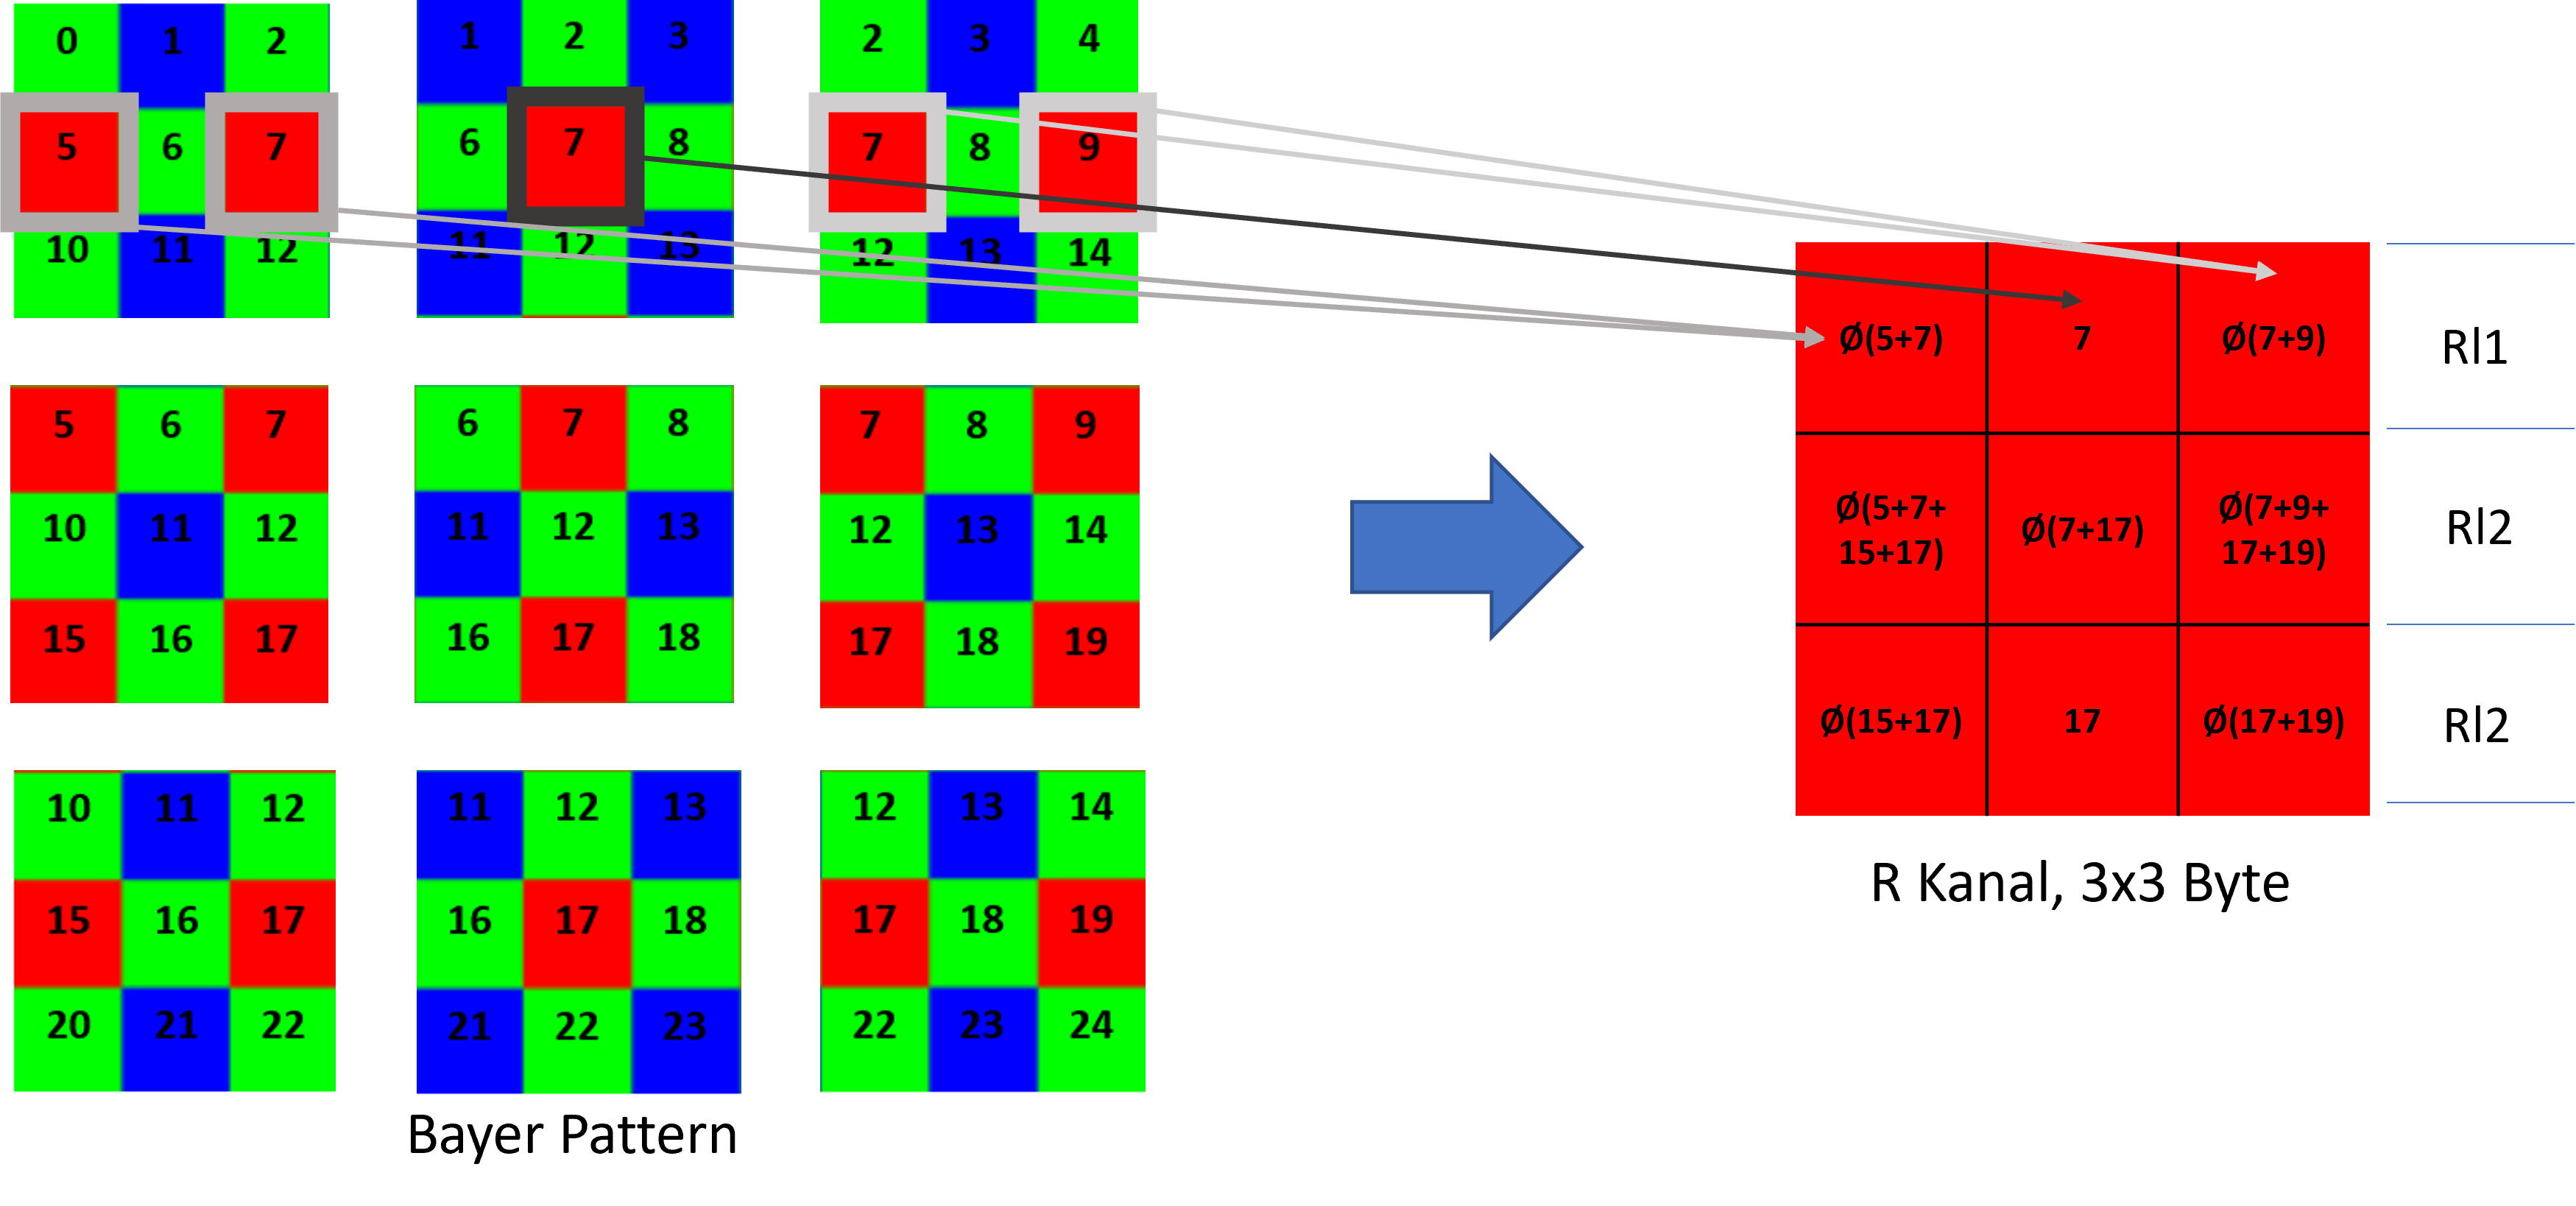 0 1 2
5 6 7
10 11 12
1 2 3
6 7 8
11 12 13
2 3 4
7 8 9
12 13 14
5 6 7
10 11 12
15 16 17
6 7 8
11 12 13
16 17 18
7 8 9
12 13 14
17 18 19
10 11 12
15 16 17
20 21 22
11 12 13
16 17 18
21 22 23
12 13 14
17 18 19
22 23 24
Bayer Pattern
Ø(5+7) 7 Ø(7+9)
Rl1
Ø(5+7+
15+17)
Ø(7+17)
Ø(7+9+
17+19)
Rl2
Ø(15+17) 17 Ø(17+19)
Rl2
R Kanal, 3x3 Byte